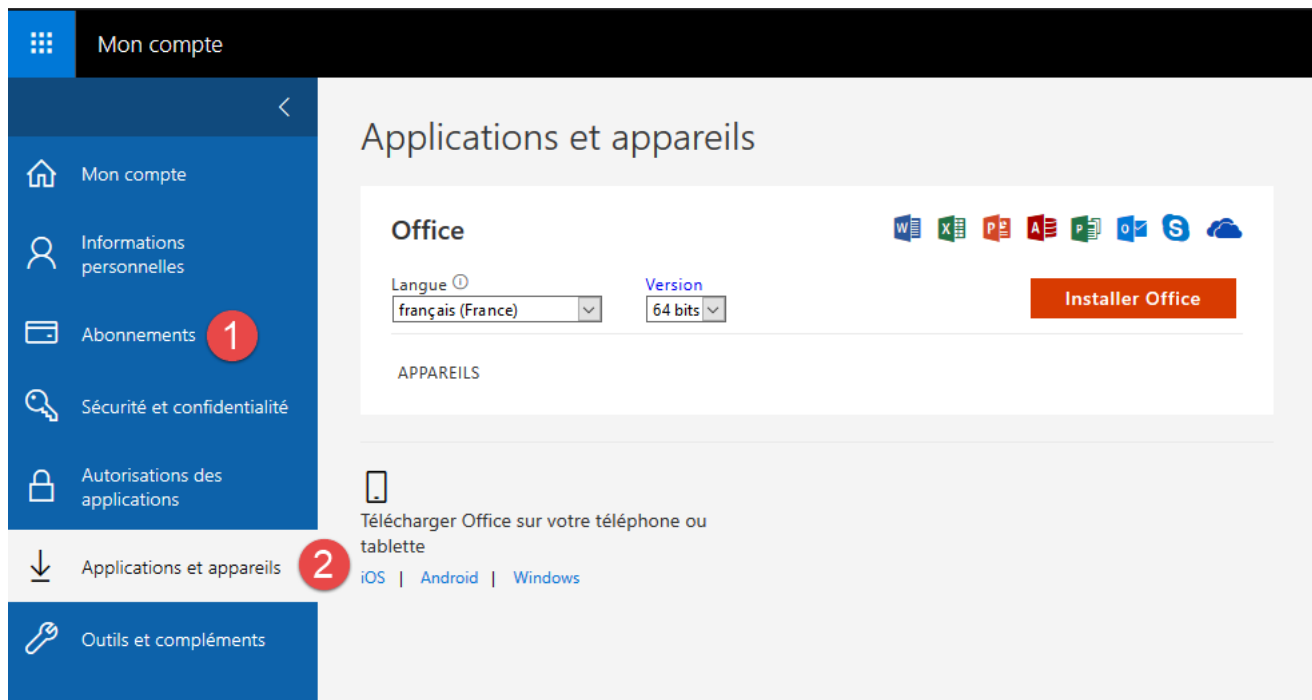 Mon compte
Applications et appareils
Mon compte
Informations
personnelles
Abonnements 1
Sécurité et confidentialité
Autorisations des
applications
Applications et appareils 2
Outils et compléments
Office
W X P A P O S
Langue
Version
français (France)
64 bits
Installer Office
APPAREILS
Télécharger Office sur votre téléphone ou
tablette
iOS | Android | Windows